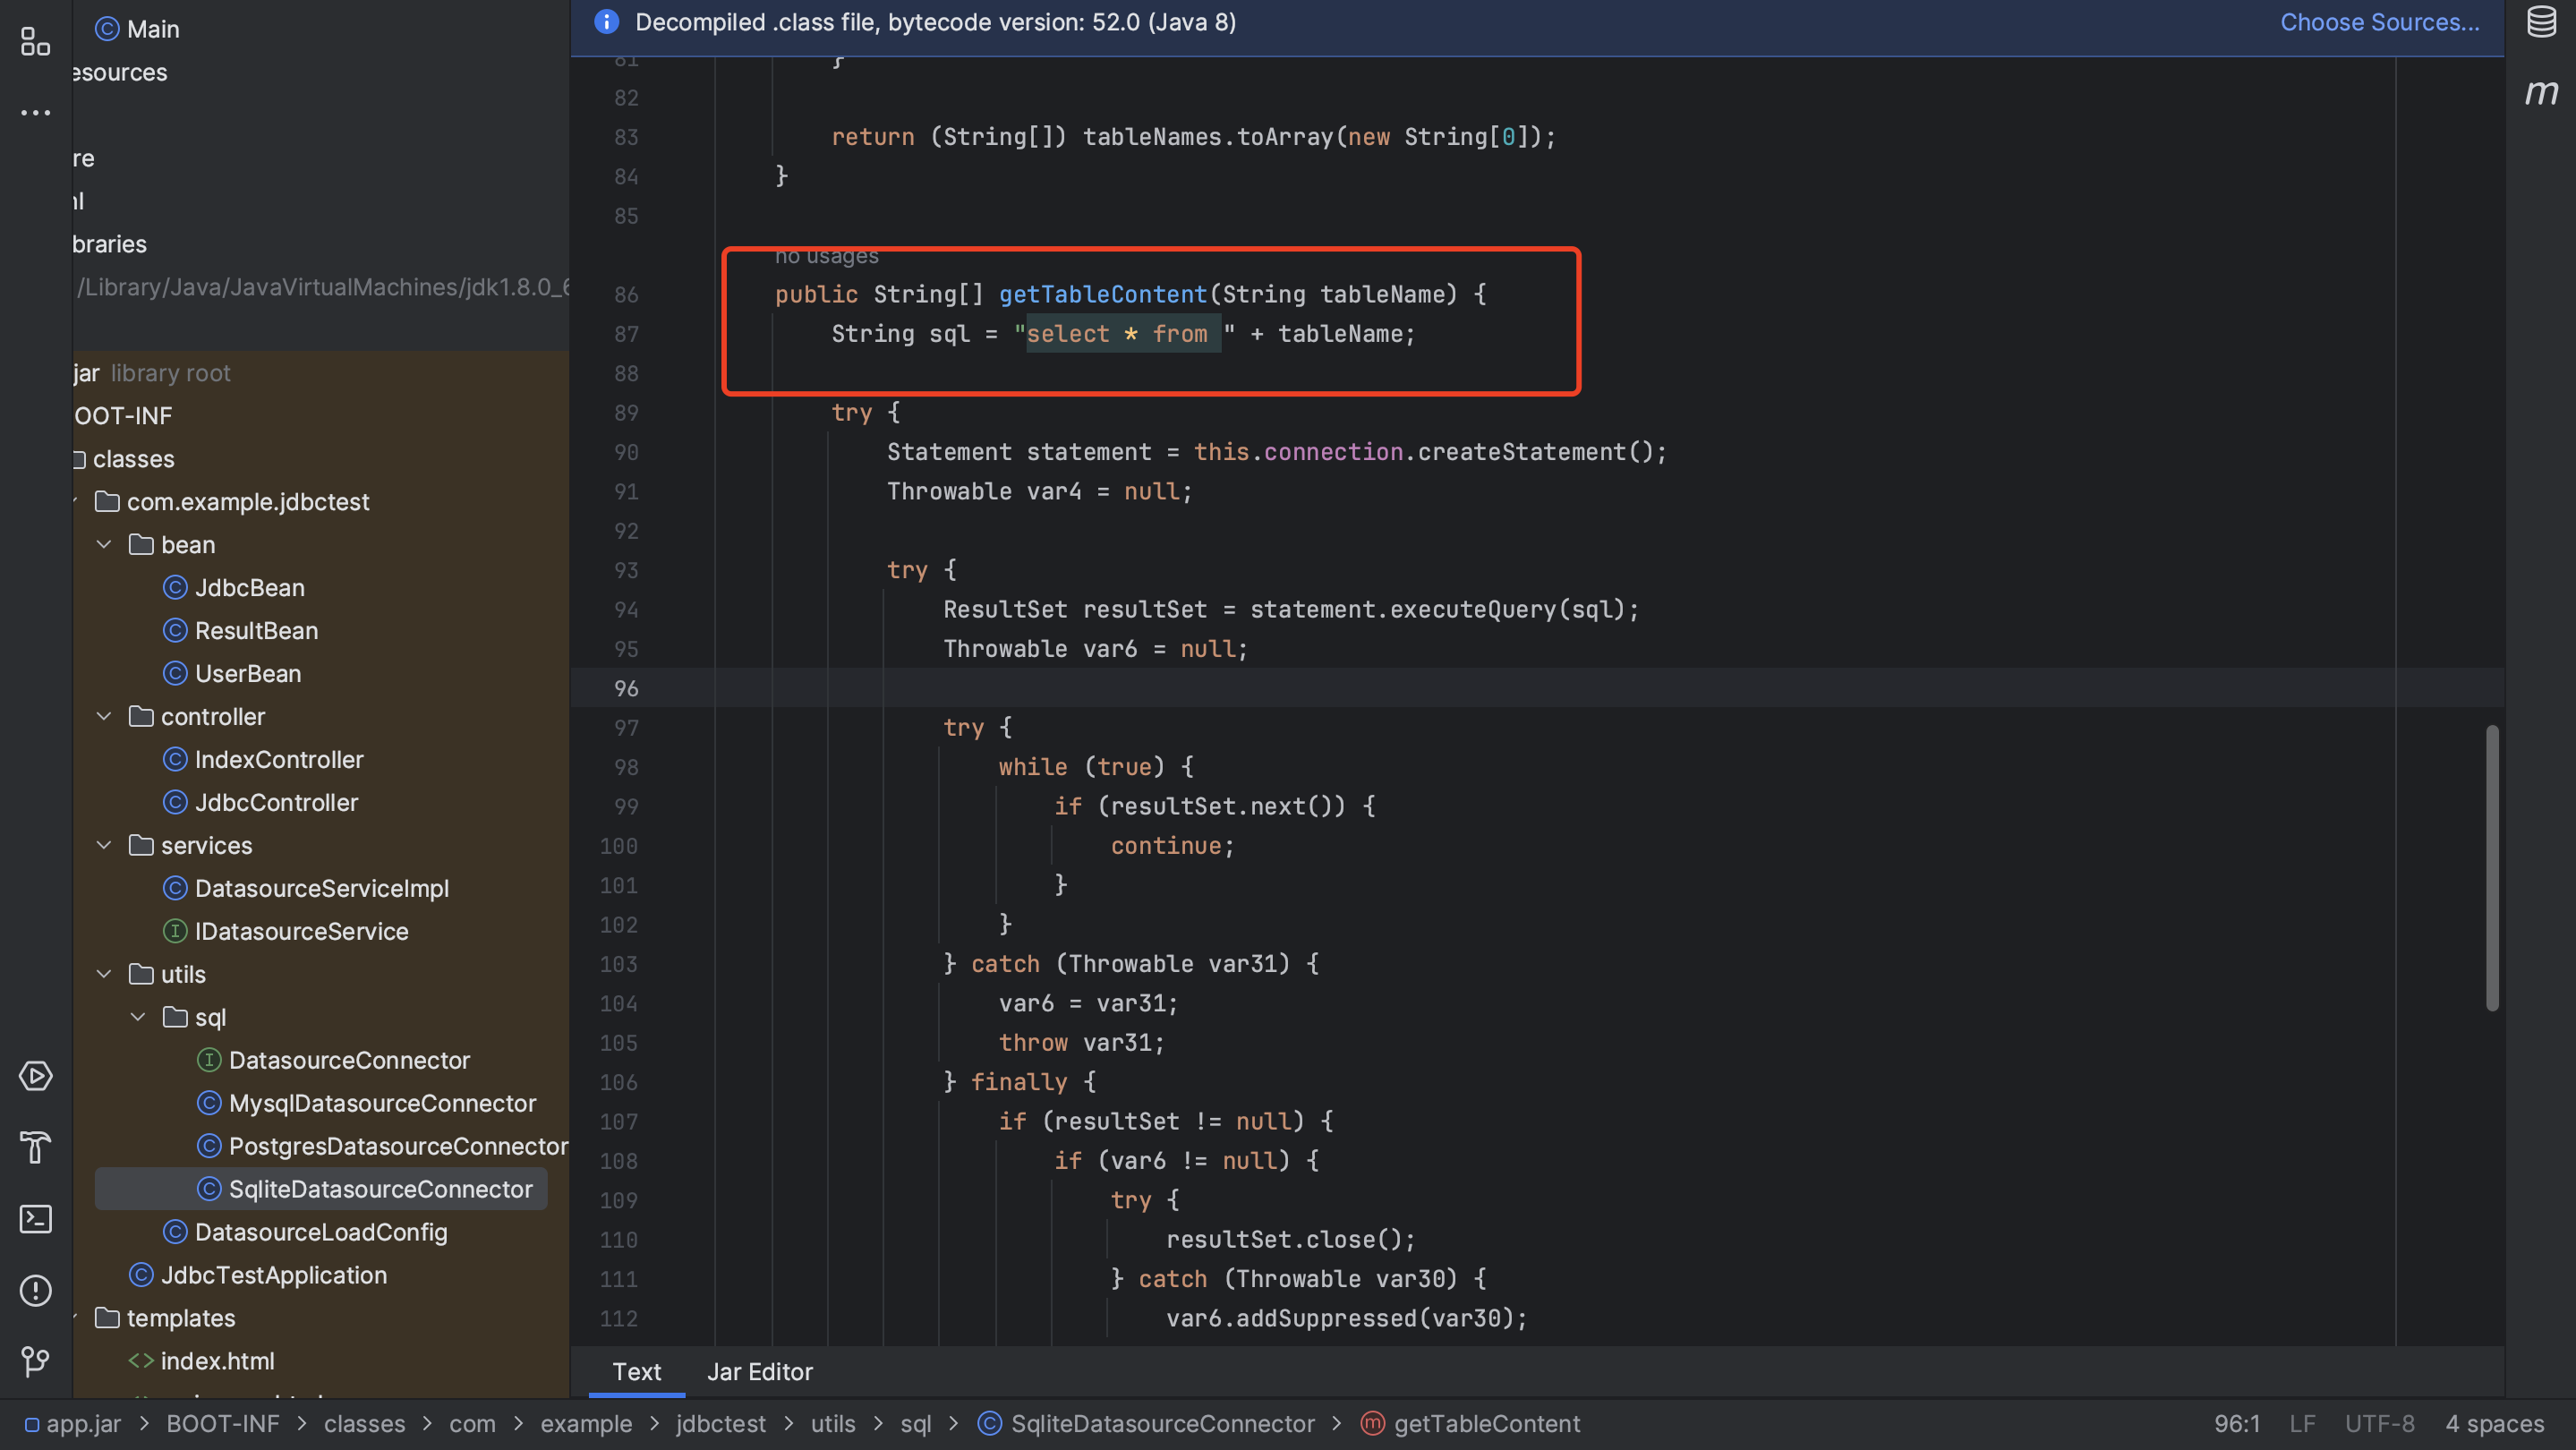 Main
esources
re
ml
braries
/Library/Java/JavaVirtualMachines/jdk1.8.0_6
jar library root
OOT-INF
classes
com.example.jdbctest
bean
JdbcBean
ResultBean
UserBean
controller
IndexController
JdbcController
services
DatasourceServiceImpl
IDatasourceService
utils
sql
DatasourceConnector
MysqlDatasourceConnector
PostgresDatasourceConnector
SqliteDatasourceConnector
DatasourceLoadConfig
JdbcTestApplication
templates
index.html
Decompiled .class file, bytecode version: 52.0 (Java 8)
Choose Sources...
m
81 }
82
83 return (String[]) tableNames.toArray(new String[0]);
84 }
85
no usages
86 public String[] getTableContent(String tableName) {
87 String sql = "select * from " + tableName;
88
89 try {
90 Statement statement = this.connection.createStatement();
91 Throwable var4 = null;
92
93 try {
94 ResultSet resultSet = statement.executeQuery(sql);
95 Throwable var6 = null;
96
97 try {
98 while (true) {
99 if (resultSet.next()) {
100 continue;
101 }
102 }
103 } catch (Throwable var31) {
104 var6 = var31;
105 throw var31;
106 } finally {
107 if (resultSet != null) {
108 if (var6 != null) {
109 try {
110 resultSet.close();
111 } catch (Throwable var30) {
112 var6.addSuppressed(var30);
Text Jar Editor
app.jar > BOOT-INF > classes > com > example > jdbctest > utils > sql > SqliteDatasourceConnector > getTableContent
96:1 LF UTF-8 4 spaces